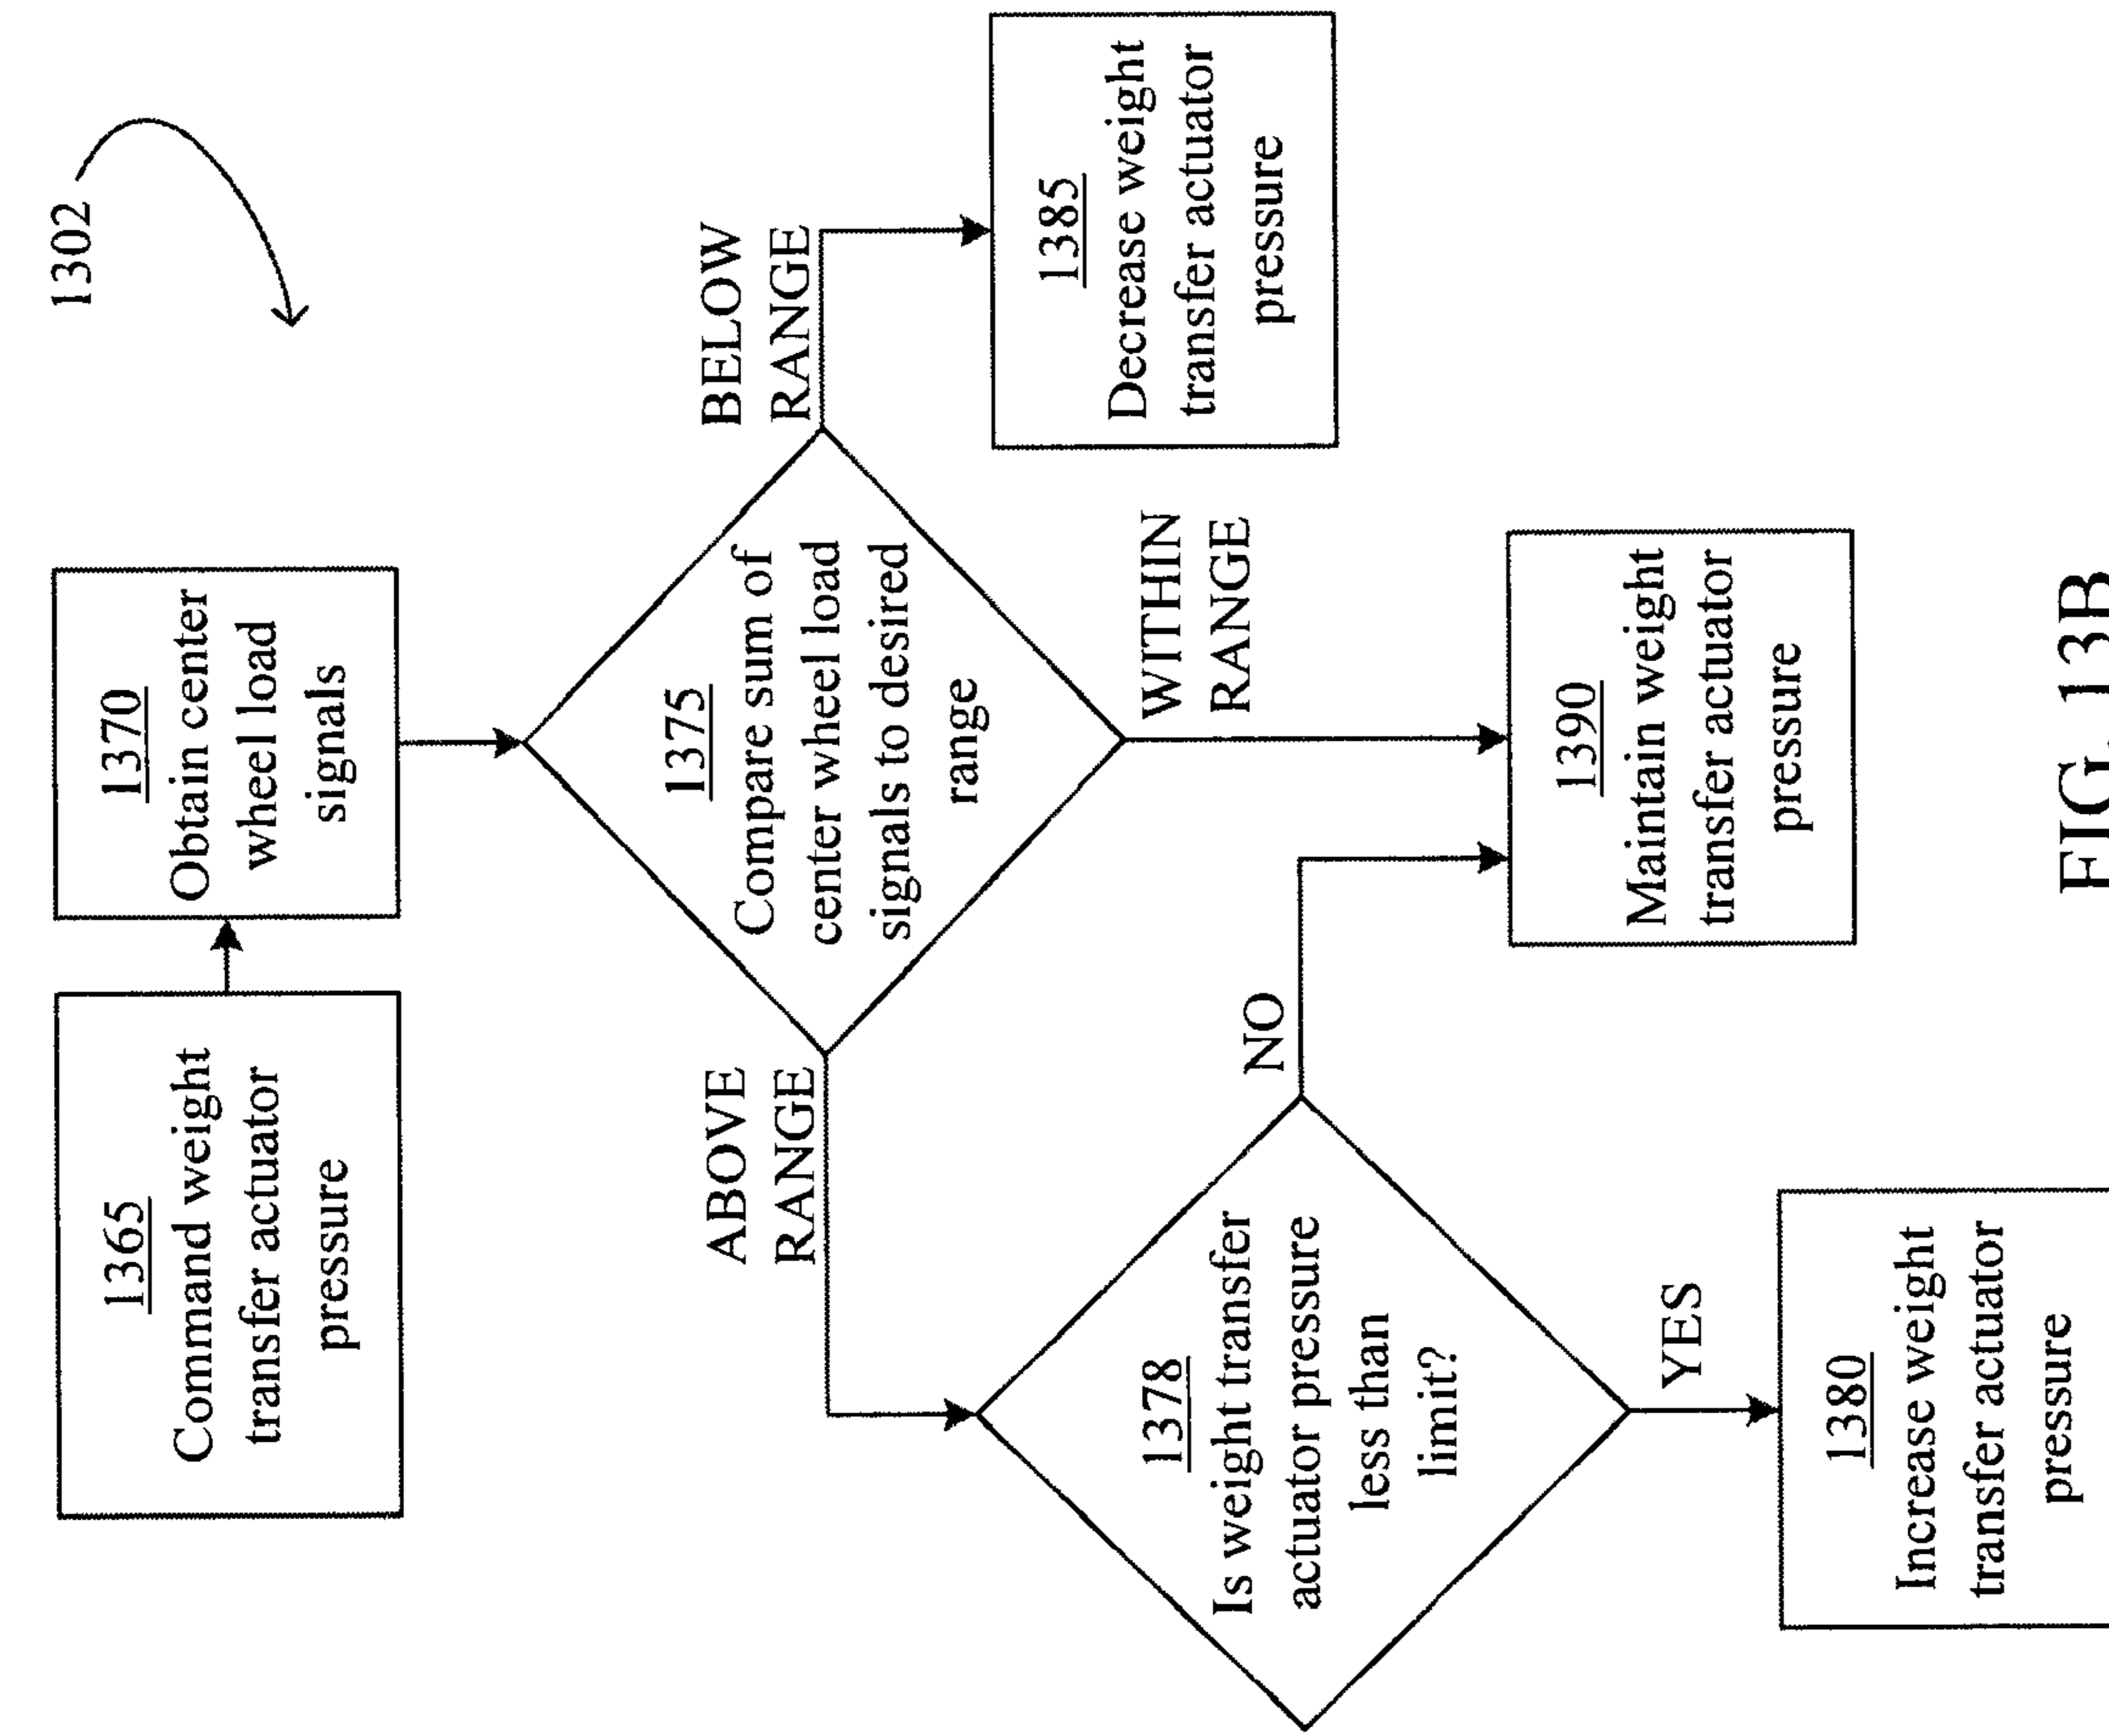 1302
1365
Command weight
transfer actuator
pressure
1370
Obtain center
wheel load
signals
1375
Compare sum of
center wheel load
signals to desired
range
ABOVE
RANGE
BELOW
RANGE
WITHIN
RANGE
1378
Is weight transfer
actuator pressure
less than
limit?
NO
YES
1385
Decrease weight
transfer actuator
pressure
1390
Maintain weight
transfer actuator
pressure
1380
Increase weight
transfer actuator
pressure
FIG. 13B